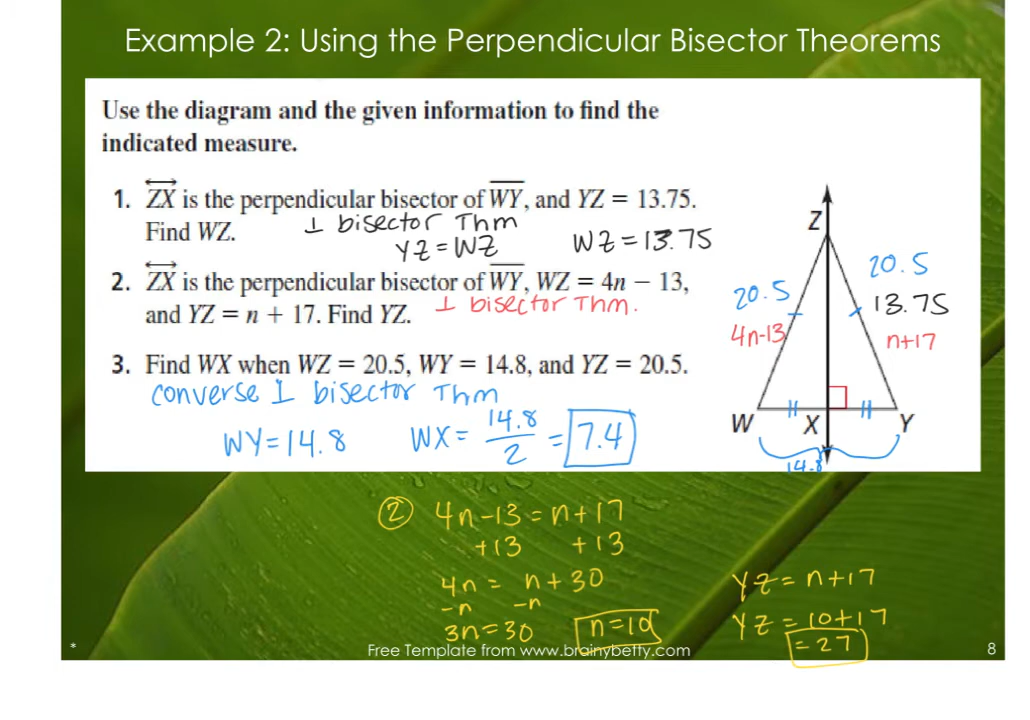 Example 2: Using the Perpendicular Bisector Theorems
Use the diagram and the given information to find the
indicated measure.
1. ZX is the perpendicular bisector of WY, and YZ = 13.75.
Find WZ. ⊥ bisector Thm
YZ = WZ WZ = 13.75
2. ZX is the perpendicular bisector of WY, WZ = 4n − 13,
and YZ = n + 17. Find YZ. ⊥ bisector Thm.
3. Find WX when WZ = 20.5, WY = 14.8, and YZ = 20.5.
converse ⊥ bisector Thm
WY = 14.8 WX = 14.8 / 2 = 7.4
Z
20.5
20.5
13.75
4n-13
n+17
W X Y
14.8
② 4n-13 = n+17
+13 +13
4n = n+30
-n -n
3n = 30 n=10
YZ = n+17
YZ = 10+17
= 27
* Free Template from www.brainybetty.com 8